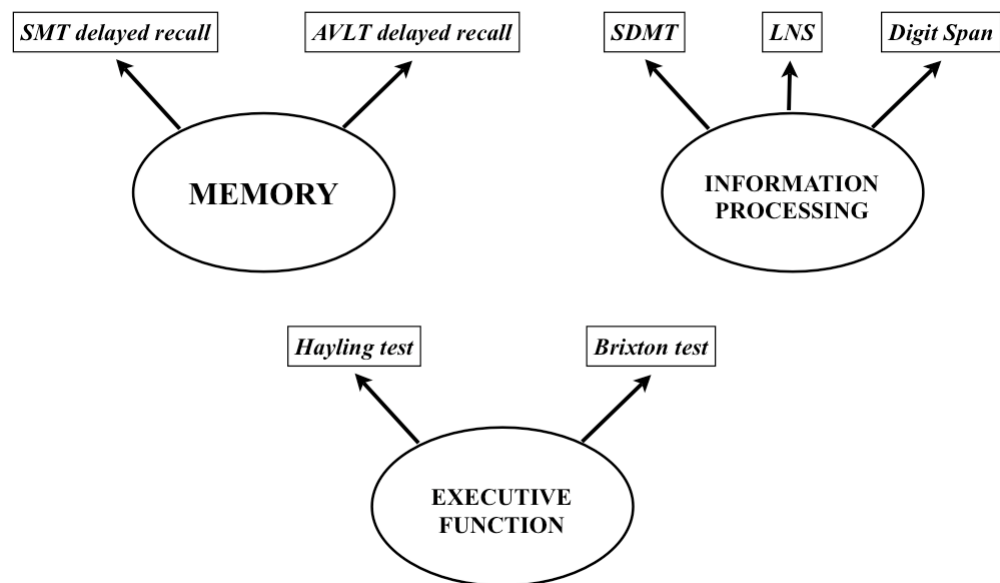 SMT delayed recall
AVLT delayed recall
SDMT
LNS
Digit Span
MEMORY
INFORMATION
PROCESSING
Hayling test
Brixton test
EXECUTIVE
FUNCTION